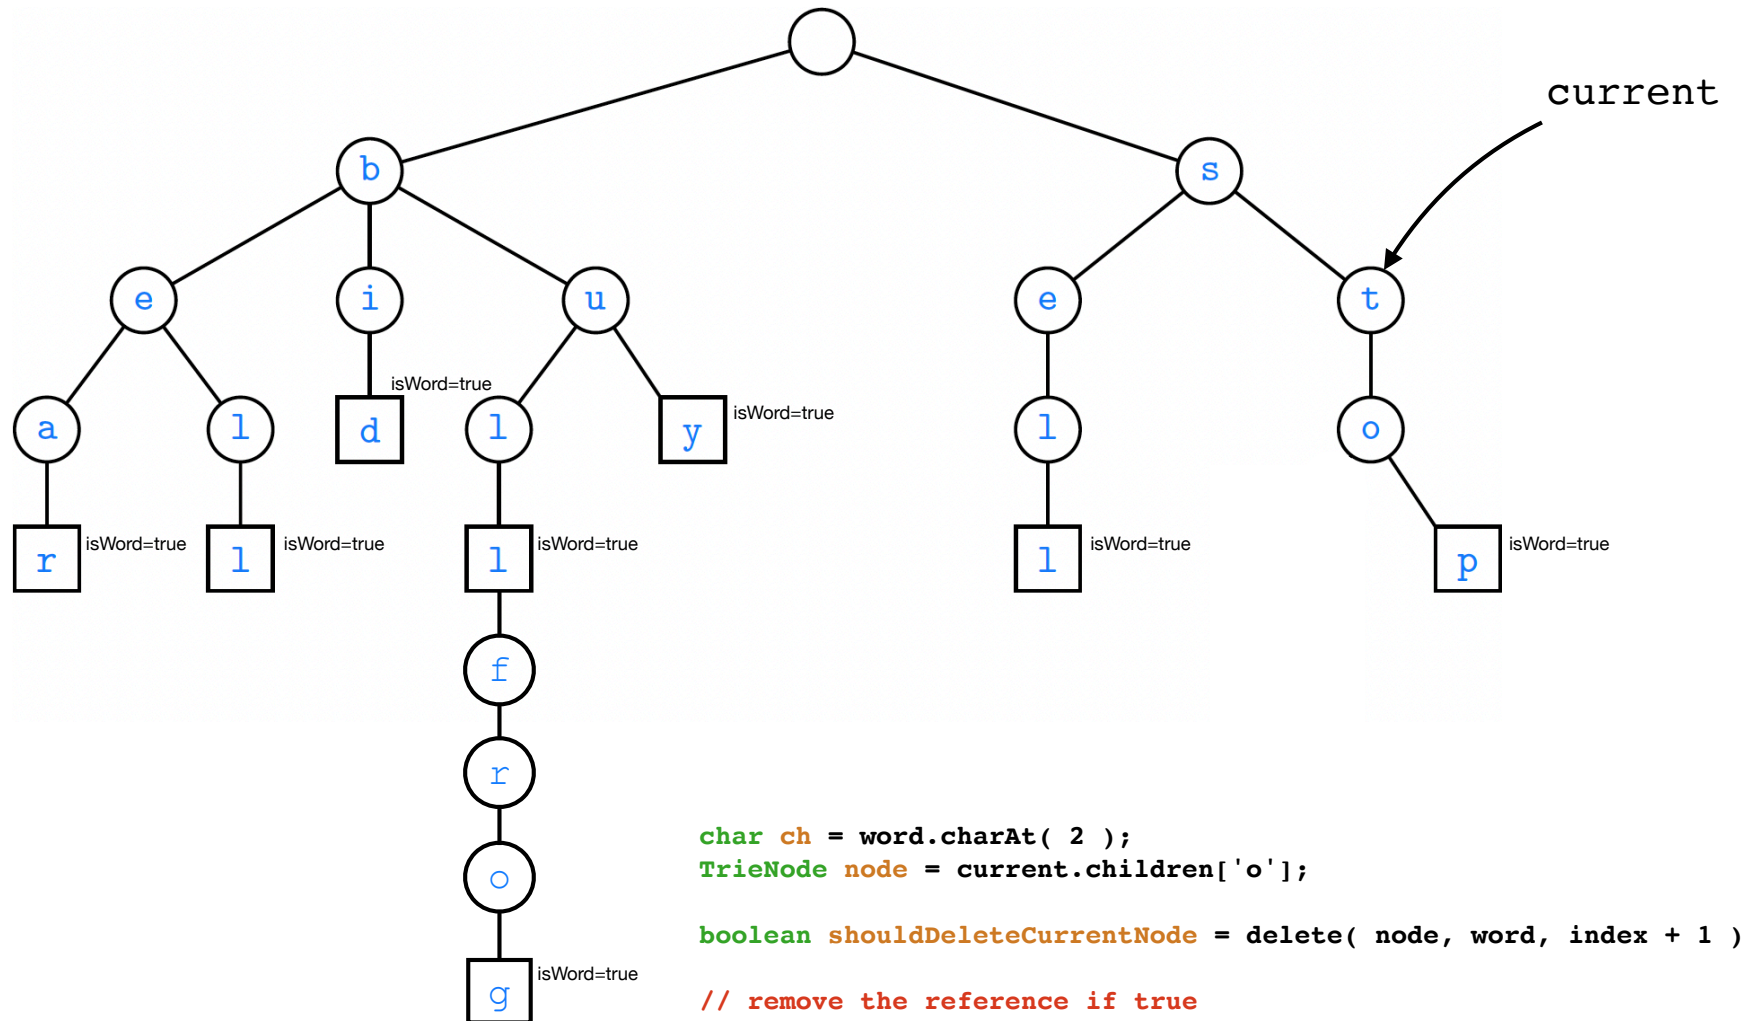 current
b
s
e
i
u
e
t
isWord=true
a
l
d
l
y
isWord=true
l
o
r
isWord=true
l
isWord=true
l
isWord=true
l
isWord=true
p
isWord=true
f
r
o
g
isWord=true
char ch = word.charAt( 2 );
TrieNode node = current.children['o'];
boolean shouldDeleteCurrentNode = delete( node, word, index + 1 )
// remove the reference if true